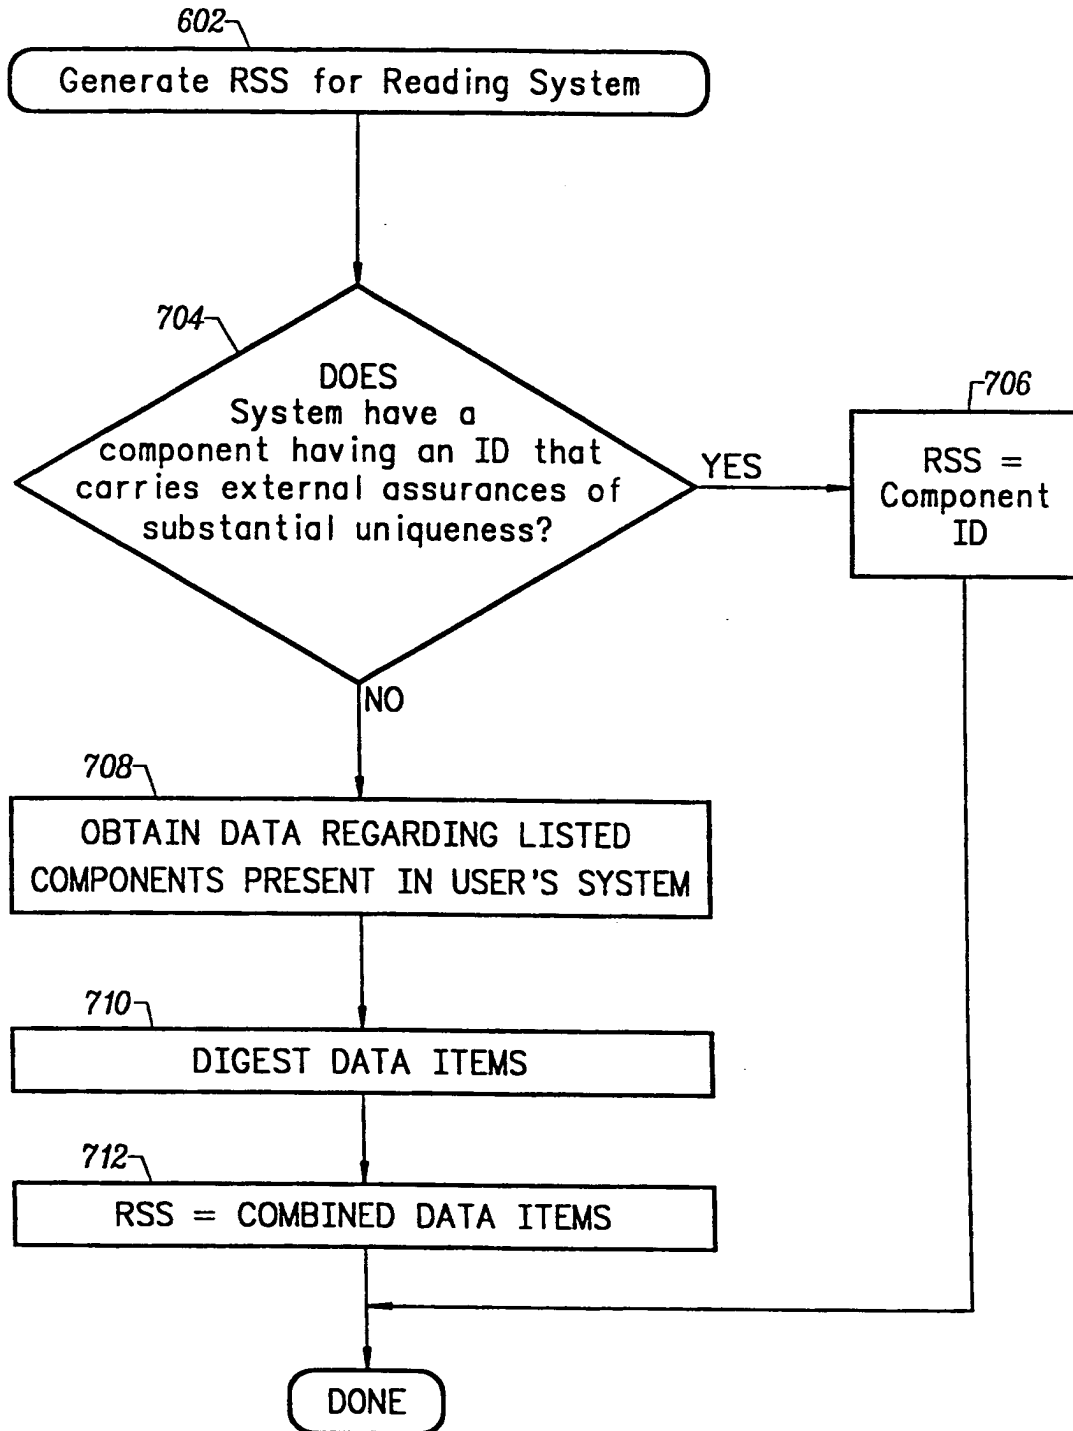 602
Generate RSS for Reading System
704
DOES
System have a
component having an ID that
carries external assurances of
substantial uniqueness?
YES
706
RSS =
Component
ID
NO
708
OBTAIN DATA REGARDING LISTED
COMPONENTS PRESENT IN USER'S SYSTEM
710
DIGEST DATA ITEMS
712
RSS = COMBINED DATA ITEMS
DONE